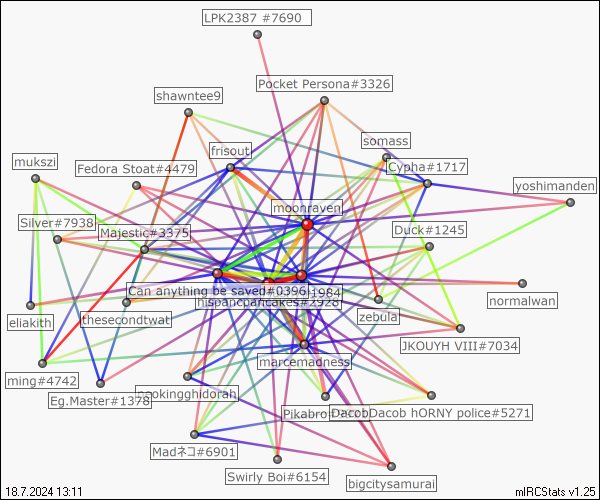 LPK2387 #7690
Pocket Persona#3326
shawntee9
somass
frisout
mukszi
Fedora Stoat#4479
Cypha#1717
yoshimanden
moonraven
Silver#7938
Majestic#3375
Duck#1245
Can anything be saved#0396
1984
hispancpancakes#2928
normalwan
eliakith
thesecondtwat
zebula
JKOUYH VIII#7034
marcemadness
ming#4742
Eg.Master#1378
nookingghidorah
Pikabro
DacobDacob hORNY police#5271
Madネコ#6901
Swirly Boi#6154
bigcitysamurai
18.7.2024 13:11
mIRCStats v1.25